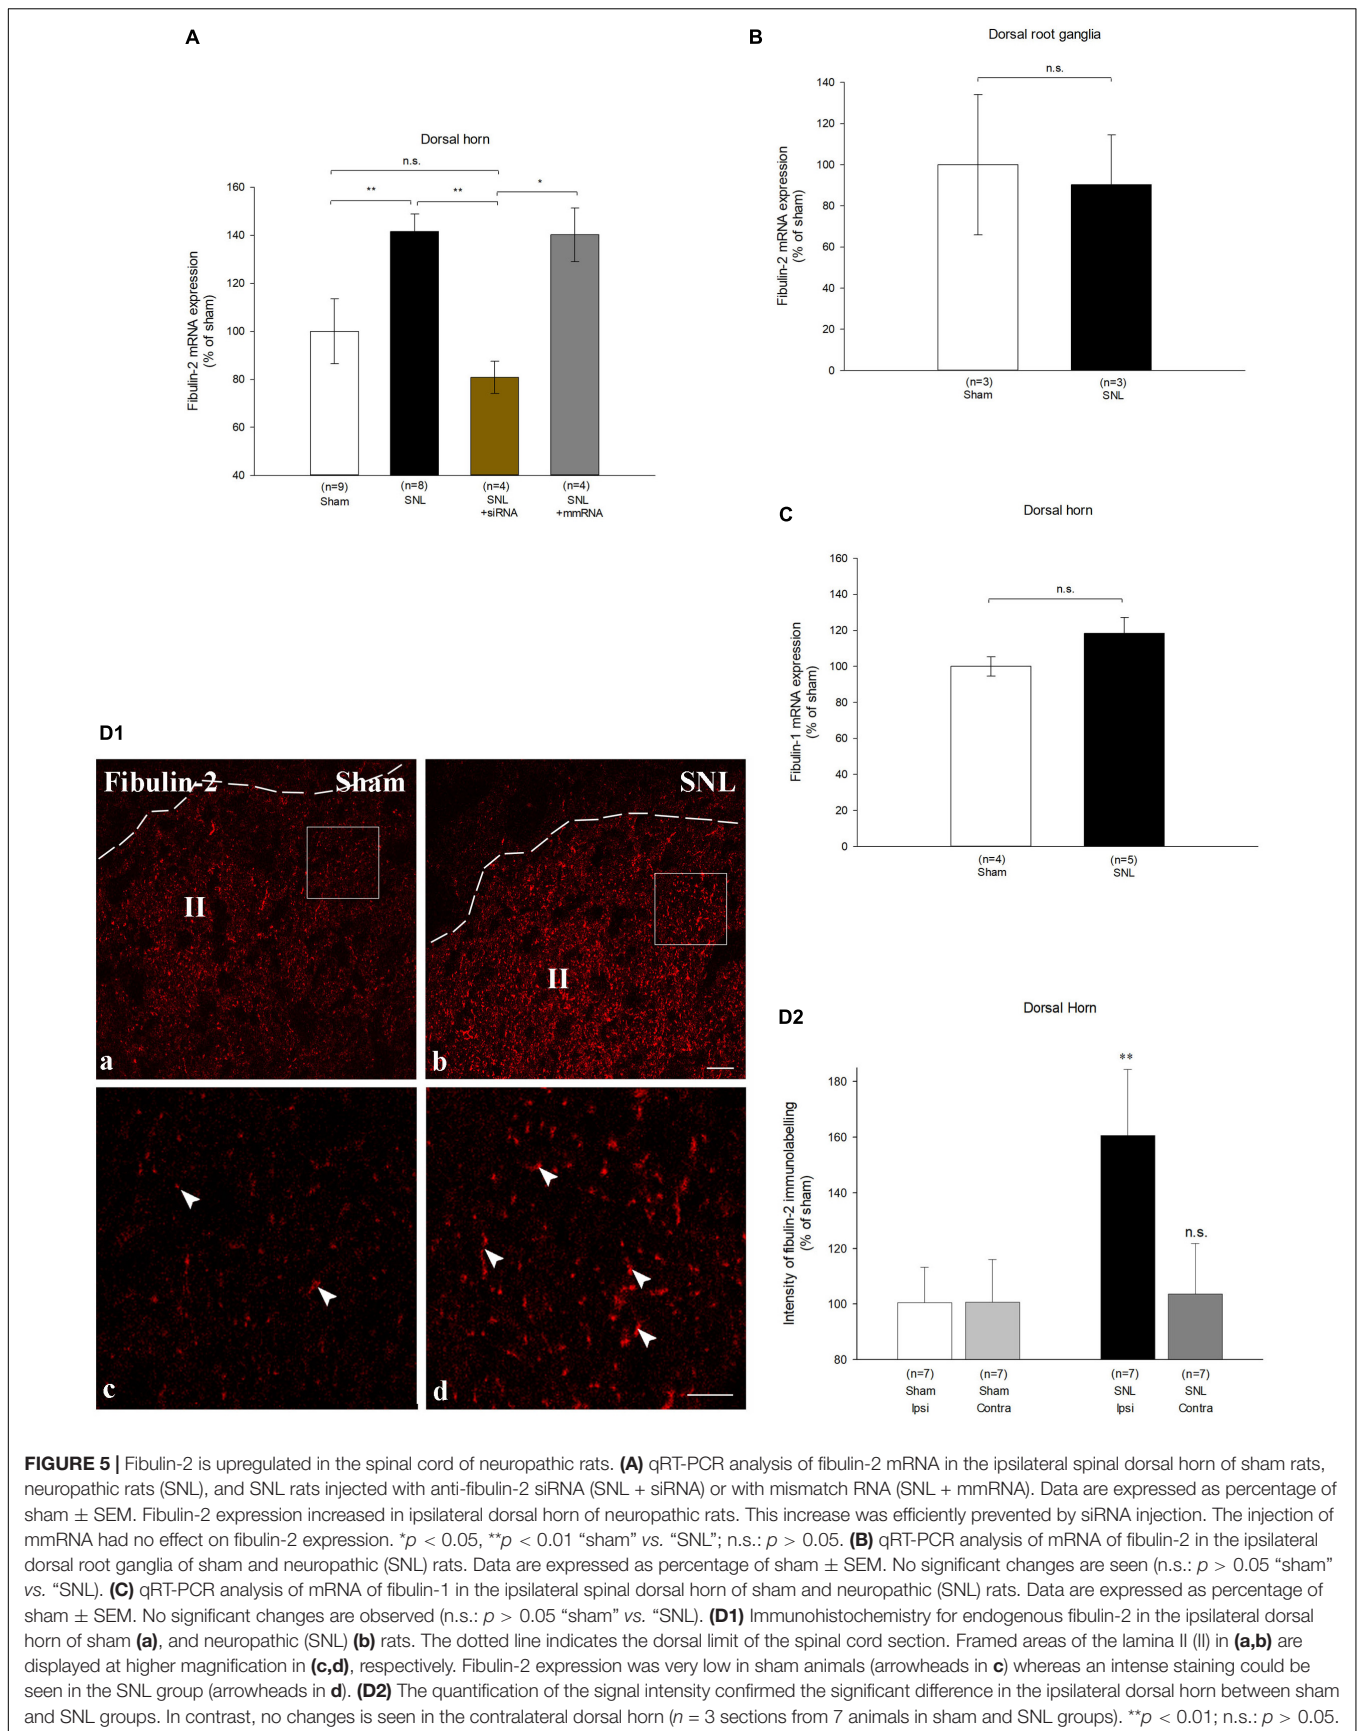 A
Dorsal horn
n.s.
**
**
*
160
140
120
100
80
60
40
Fibulin-2 mRNA expression
(% of sham)
(n=9)
Sham
(n=8)
SNL
(n=4)
SNL
+siRNA
(n=4)
SNL
+mmRNA
B
Dorsal root ganglia
n.s.
140
120
100
80
60
40
20
0
Fibulin-2 mRNA expression
(% of sham)
(n=3)
Sham
(n=3)
SNL
C
Dorsal horn
n.s.
160
140
120
100
80
60
40
20
0
Fibulin-1 mRNA expression
(% of sham)
(n=4)
Sham
(n=5)
SNL
D1
Fibulin-2 Sham
II
a
SNL
II
b
c
d
D2
Dorsal Horn
**
n.s.
180
160
140
120
100
80
Intensity of fibulin-2 immunolabelling
(% of sham)
(n=7)
Sham
Ipsi
(n=7)
Sham
Contra
(n=7)
SNL
Ipsi
(n=7)
SNL
Contra
FIGURE 5 | Fibulin-2 is upregulated in the spinal cord of neuropathic rats. (A) qRT-PCR analysis of fibulin-2 mRNA in the ipsilateral spinal dorsal horn of sham rats,
neuropathic rats (SNL), and SNL rats injected with anti-fibulin-2 siRNA (SNL + siRNA) or with mismatch RNA (SNL + mmRNA). Data are expressed as percentage of
sham ± SEM. Fibulin-2 expression increased in ipsilateral dorsal horn of neuropathic rats. This increase was efficiently prevented by siRNA injection. The injection of
mmRNA had no effect on fibulin-2 expression. *p < 0.05, **p < 0.01 “sham” vs. “SNL”; n.s.: p > 0.05. (B) qRT-PCR analysis of mRNA of fibulin-2 in the ipsilateral
dorsal root ganglia of sham and neuropathic (SNL) rats. Data are expressed as percentage of sham ± SEM. No significant changes are seen (n.s.: p > 0.05 “sham”
vs. “SNL). (C) qRT-PCR analysis of mRNA of fibulin-1 in the ipsilateral spinal dorsal horn of sham and neuropathic (SNL) rats. Data are expressed as percentage of
sham ± SEM. No significant changes are observed (n.s.: p > 0.05 “sham” vs. “SNL). (D1) Immunohistochemistry for endogenous fibulin-2 in the ipsilateral dorsal
horn of sham (a), and neuropathic (SNL) (b) rats. The dotted line indicates the dorsal limit of the spinal cord section. Framed areas of the lamina II (II) in (a,b) are
displayed at higher magnification in (c,d), respectively. Fibulin-2 expression was very low in sham animals (arrowheads in c) whereas an intense staining could be
seen in the SNL group (arrowheads in d). (D2) The quantification of the signal intensity confirmed the significant difference in the ipsilateral dorsal horn between sham
and SNL groups. In contrast, no changes is seen in the contralateral dorsal horn (n = 3 sections from 7 animals in sham and SNL groups). **p < 0.01; n.s.: p > 0.05.